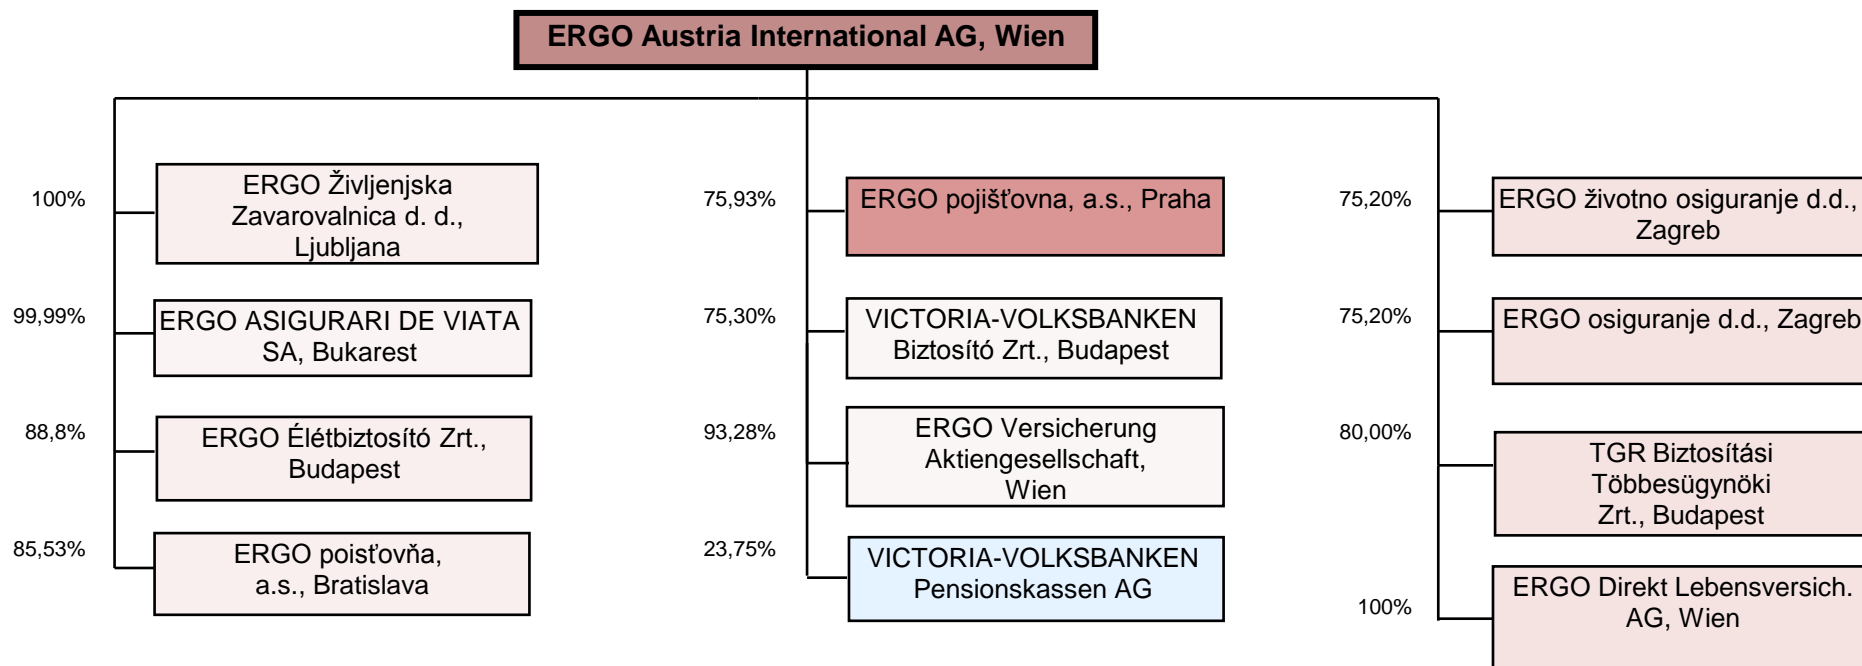 ERGO Austria International AG, Wien
100%
ERGO Življenjska
Zavarovalnica d. d.,
Ljubljana
99,99%
ERGO ASIGURARI DE VIATA
SA, Bukarest
88,8%
ERGO Élétbiztosító Zrt.,
Budapest
85,53%
ERGO poisťovňa,
a.s., Bratislava
75,93%
ERGO pojišťovna, a.s., Praha
75,30%
VICTORIA-VOLKSBANKEN
Biztosító Zrt., Budapest
93,28%
ERGO Versicherung
Aktiengesellschaft,
Wien
23,75%
VICTORIA-VOLKSBANKEN
Pensionskassen AG
75,20%
ERGO životno osiguranje d.d.,
Zagreb
75,20%
ERGO osiguranje d.d., Zagreb
80,00%
TGR Biztosítási
Többesügynöki
Zrt., Budapest
100%
ERGO Direkt Lebensversich.
AG, Wien